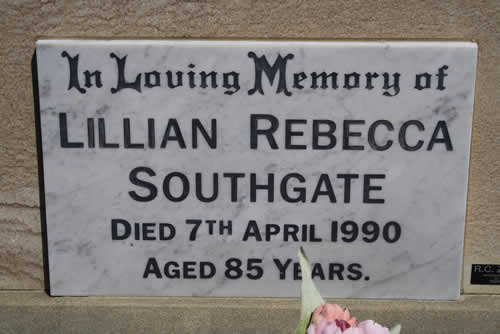 In Loving Memory of
LILLIAN REBECCA
SOUTHGATE
DIED 7TH APRIL 1990
AGED 85 YEARS.
R.C.